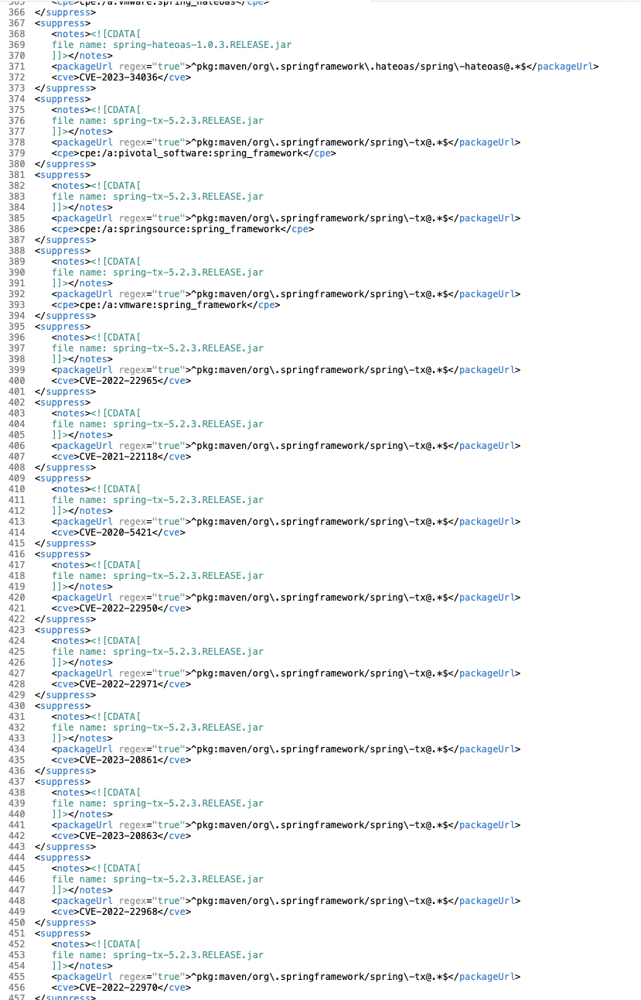 365 <cpe>cpe:/a:vmware:spring_hateoas</cpe>
366 </suppress>
367 <suppress>
368 <notes><![CDATA[
369 file name: spring-hateoas-1.0.3.RELEASE.jar
370 ]]></notes>
371 <packageUrl regex="true">^pkg:maven/org\.springframework\.hateoas/spring\-hateoas@.*$</packageUrl>
372 <cve>CVE-2023-34036</cve>
373 </suppress>
374 <suppress>
375 <notes><![CDATA[
376 file name: spring-tx-5.2.3.RELEASE.jar
377 ]]></notes>
378 <packageUrl regex="true">^pkg:maven/org\.springframework/spring\-tx@.*$</packageUrl>
379 <cpe>cpe:/a:pivotal_software:spring_framework</cpe>
380 </suppress>
381 <suppress>
382 <notes><![CDATA[
383 file name: spring-tx-5.2.3.RELEASE.jar
384 ]]></notes>
385 <packageUrl regex="true">^pkg:maven/org\.springframework/spring\-tx@.*$</packageUrl>
386 <cpe>cpe:/a:springsource:spring_framework</cpe>
387 </suppress>
388 <suppress>
389 <notes><![CDATA[
390 file name: spring-tx-5.2.3.RELEASE.jar
391 ]]></notes>
392 <packageUrl regex="true">^pkg:maven/org\.springframework/spring\-tx@.*$</packageUrl>
393 <cpe>cpe:/a:vmware:spring_framework</cpe>
394 </suppress>
395 <suppress>
396 <notes><![CDATA[
397 file name: spring-tx-5.2.3.RELEASE.jar
398 ]]></notes>
399 <packageUrl regex="true">^pkg:maven/org\.springframework/spring\-tx@.*$</packageUrl>
400 <cve>CVE-2022-22965</cve>
401 </suppress>
402 <suppress>
403 <notes><![CDATA[
404 file name: spring-tx-5.2.3.RELEASE.jar
405 ]]></notes>
406 <packageUrl regex="true">^pkg:maven/org\.springframework/spring\-tx@.*$</packageUrl>
407 <cve>CVE-2021-22118</cve>
408 </suppress>
409 <suppress>
410 <notes><![CDATA[
411 file name: spring-tx-5.2.3.RELEASE.jar
412 ]]></notes>
413 <packageUrl regex="true">^pkg:maven/org\.springframework/spring\-tx@.*$</packageUrl>
414 <cve>CVE-2020-5421</cve>
415 </suppress>
416 <suppress>
417 <notes><![CDATA[
418 file name: spring-tx-5.2.3.RELEASE.jar
419 ]]></notes>
420 <packageUrl regex="true">^pkg:maven/org\.springframework/spring\-tx@.*$</packageUrl>
421 <cve>CVE-2022-22950</cve>
422 </suppress>
423 <suppress>
424 <notes><![CDATA[
425 file name: spring-tx-5.2.3.RELEASE.jar
426 ]]></notes>
427 <packageUrl regex="true">^pkg:maven/org\.springframework/spring\-tx@.*$</packageUrl>
428 <cve>CVE-2022-22971</cve>
429 </suppress>
430 <suppress>
431 <notes><![CDATA[
432 file name: spring-tx-5.2.3.RELEASE.jar
433 ]]></notes>
434 <packageUrl regex="true">^pkg:maven/org\.springframework/spring\-tx@.*$</packageUrl>
435 <cve>CVE-2023-20861</cve>
436 </suppress>
437 <suppress>
438 <notes><![CDATA[
439 file name: spring-tx-5.2.3.RELEASE.jar
440 ]]></notes>
441 <packageUrl regex="true">^pkg:maven/org\.springframework/spring\-tx@.*$</packageUrl>
442 <cve>CVE-2023-20863</cve>
443 </suppress>
444 <suppress>
445 <notes><![CDATA[
446 file name: spring-tx-5.2.3.RELEASE.jar
447 ]]></notes>
448 <packageUrl regex="true">^pkg:maven/org\.springframework/spring\-tx@.*$</packageUrl>
449 <cve>CVE-2022-22968</cve>
450 </suppress>
451 <suppress>
452 <notes><![CDATA[
453 file name: spring-tx-5.2.3.RELEASE.jar
454 ]]></notes>
455 <packageUrl regex="true">^pkg:maven/org\.springframework/spring\-tx@.*$</packageUrl>
456 <cve>CVE-2022-22970</cve>
457 </suppress>